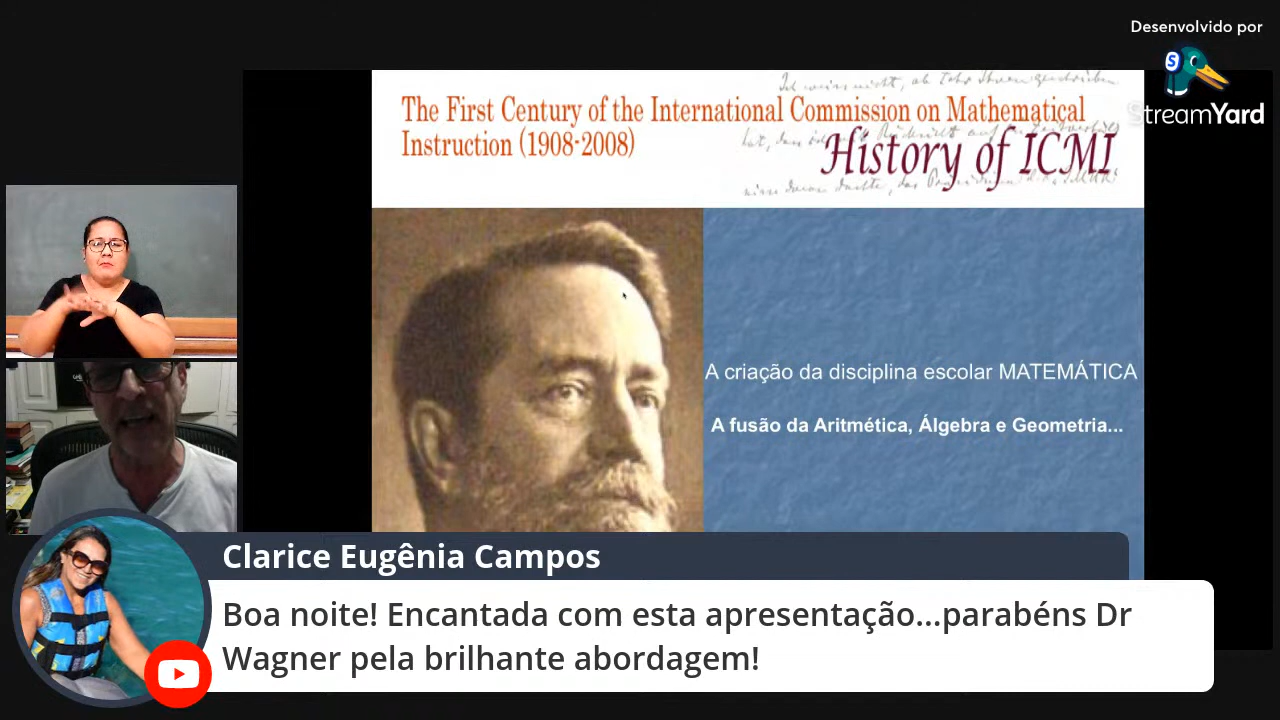 Desenvolvido por
StreamYard
The First Century of the International Commission on Mathematical
Instruction (1908-2008)
History of ICMI
A criação da disciplina escolar MATEMÁTICA
A fusão da Aritmética, Álgebra e Geometria...
Clarice Eugênia Campos
Boa noite! Encantada com esta apresentação...parabéns Dr
Wagner pela brilhante abordagem!